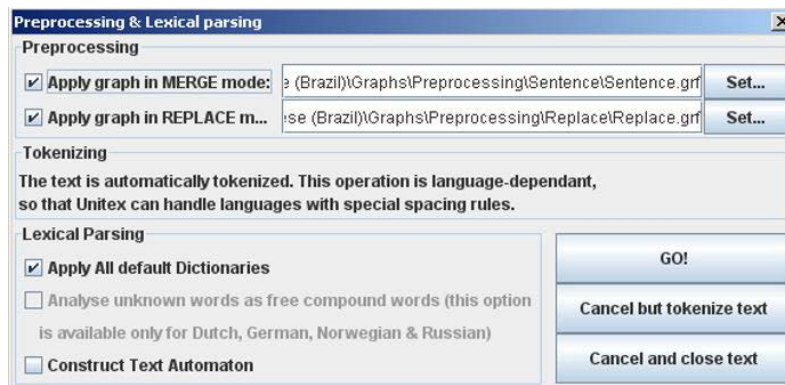 Preprocessing & Lexical parsing
Preprocessing
Apply graph in MERGE mode: (Brazil)\Graphs\Preprocessing\Sentence\Sentence.grf Set...
Apply graph in REPLACE m... ese (Brazil)\Graphs\Preprocessing\Replace\Replace.grf Set...
Tokenizing
The text is automatically tokenized. This operation is language-dependant,
so that Unitex can handle languages with special spacing rules.
Lexical Parsing
Apply All default Dictionaries
Analyse unknown words as free compound words (this option
is available only for Dutch, German, Norwegian & Russian)
Construct Text Automaton
GO!
Cancel but tokenize text
Cancel and close text